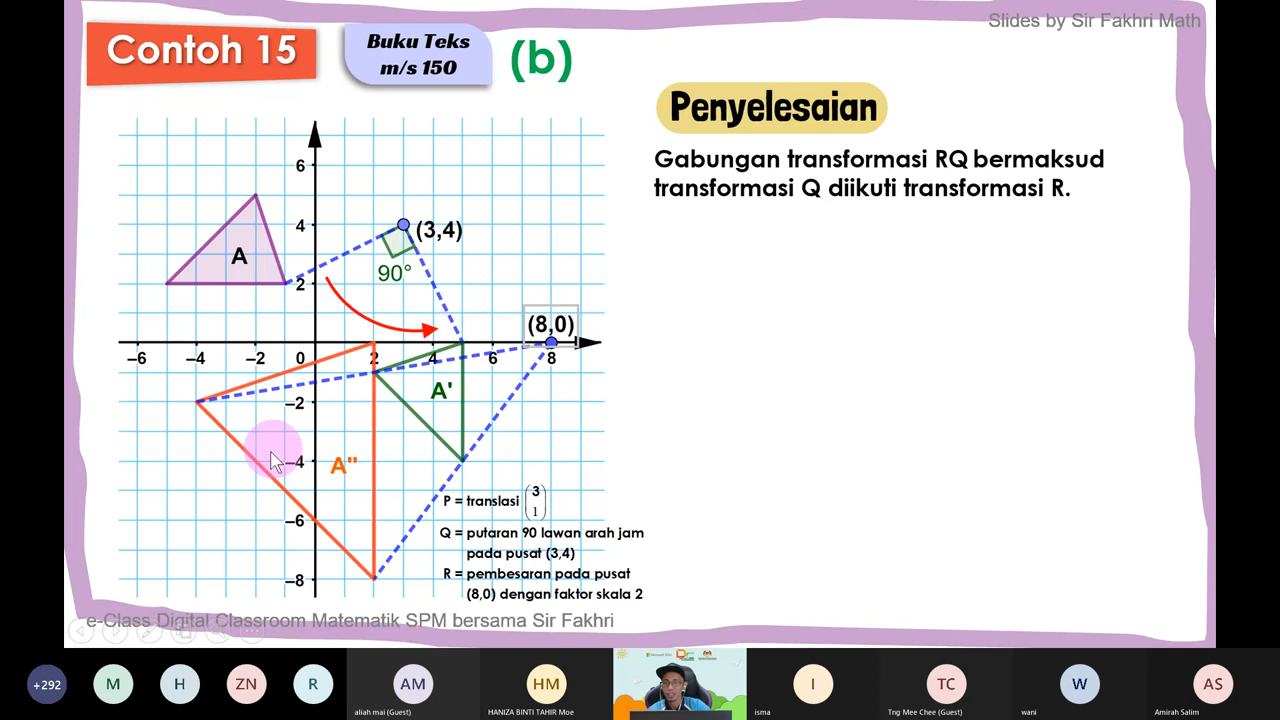 Slides by Sir Fakhri Math
Contoh 15
Buku Teks
m/s 150
(b)
Penyelesaian
Gabungan transformasi RQ bermaksud
transformasi Q diikuti transformasi R.
6
4
2
A
(3,4)
90°
(8,0)
−6
−4
−2
0
2
4
6
8
−2
−4
−6
−8
A'
A''
P = translasi (3 1)
Q = putaran 90 lawan arah jam
pada pusat (3,4)
R = pembesaran pada pusat
(8,0) dengan faktor skala 2
e-Class Digital Classroom Matematik SPM bersama Sir Fakhri
+292
M
H
ZN
R
AM
aliah mai (Guest)
HM
HANIZA BINTI TAHIR Moe
I
isma
TC
Tng Mee Chee (Guest)
W
wani
AS
Amirah Salim